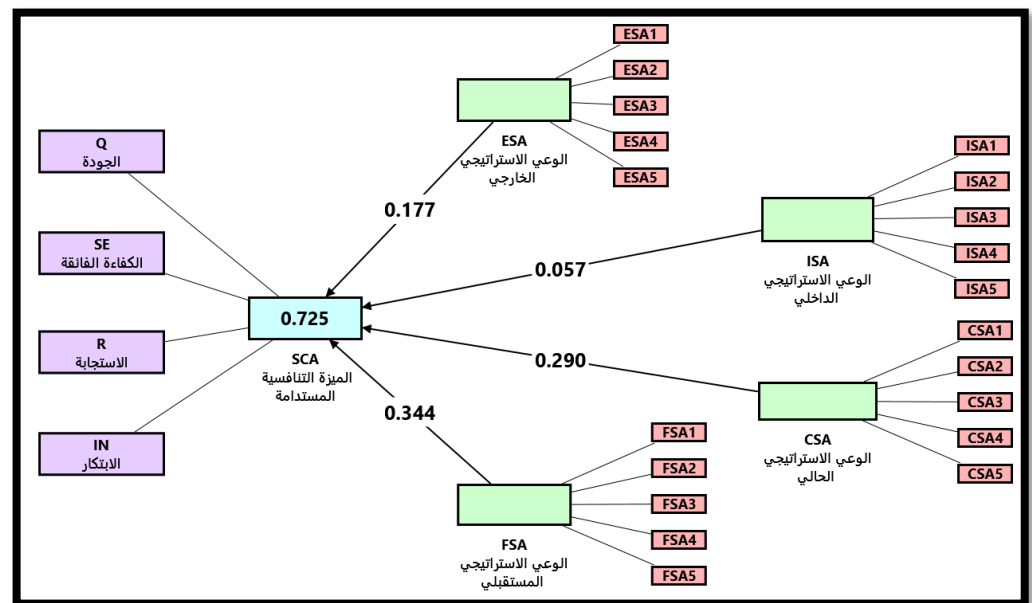 ESA1
ESA2
ESA3
ESA4
ESA5
ESA
الوعي الاستراتيجي
الخارجي
Q
الجودة
SE
الكفاءة الفائقة
R
الاستجابة
IN
الابتكار
0.177
0.057
0.290
0.344
0.725
SCA
الميزة التنافسية
المستدامة
ISA1
ISA2
ISA3
ISA4
ISA5
ISA
الوعي الاستراتيجي
الداخلي
CSA1
CSA2
CSA3
CSA4
CSA5
CSA
الوعي الاستراتيجي
الحالي
FSA1
FSA2
FSA3
FSA4
FSA5
FSA
الوعي الاستراتيجي
المستقبلي